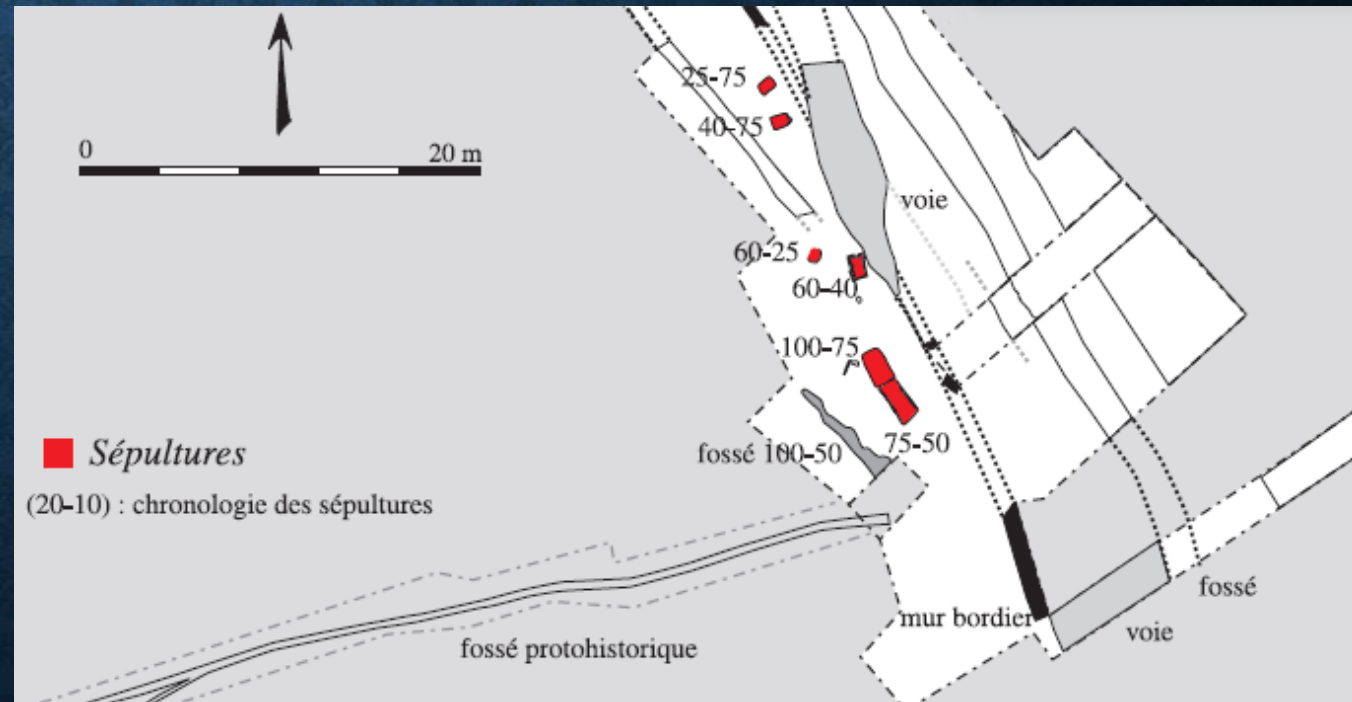 25-75
40-75
0 20 m
voie
60-25
60-40
100-75
75-50
fossé 100-50
Sépultures
(20-10) : chronologie des sépultures
fossé
mur bordier
voie
fossé protohistorique